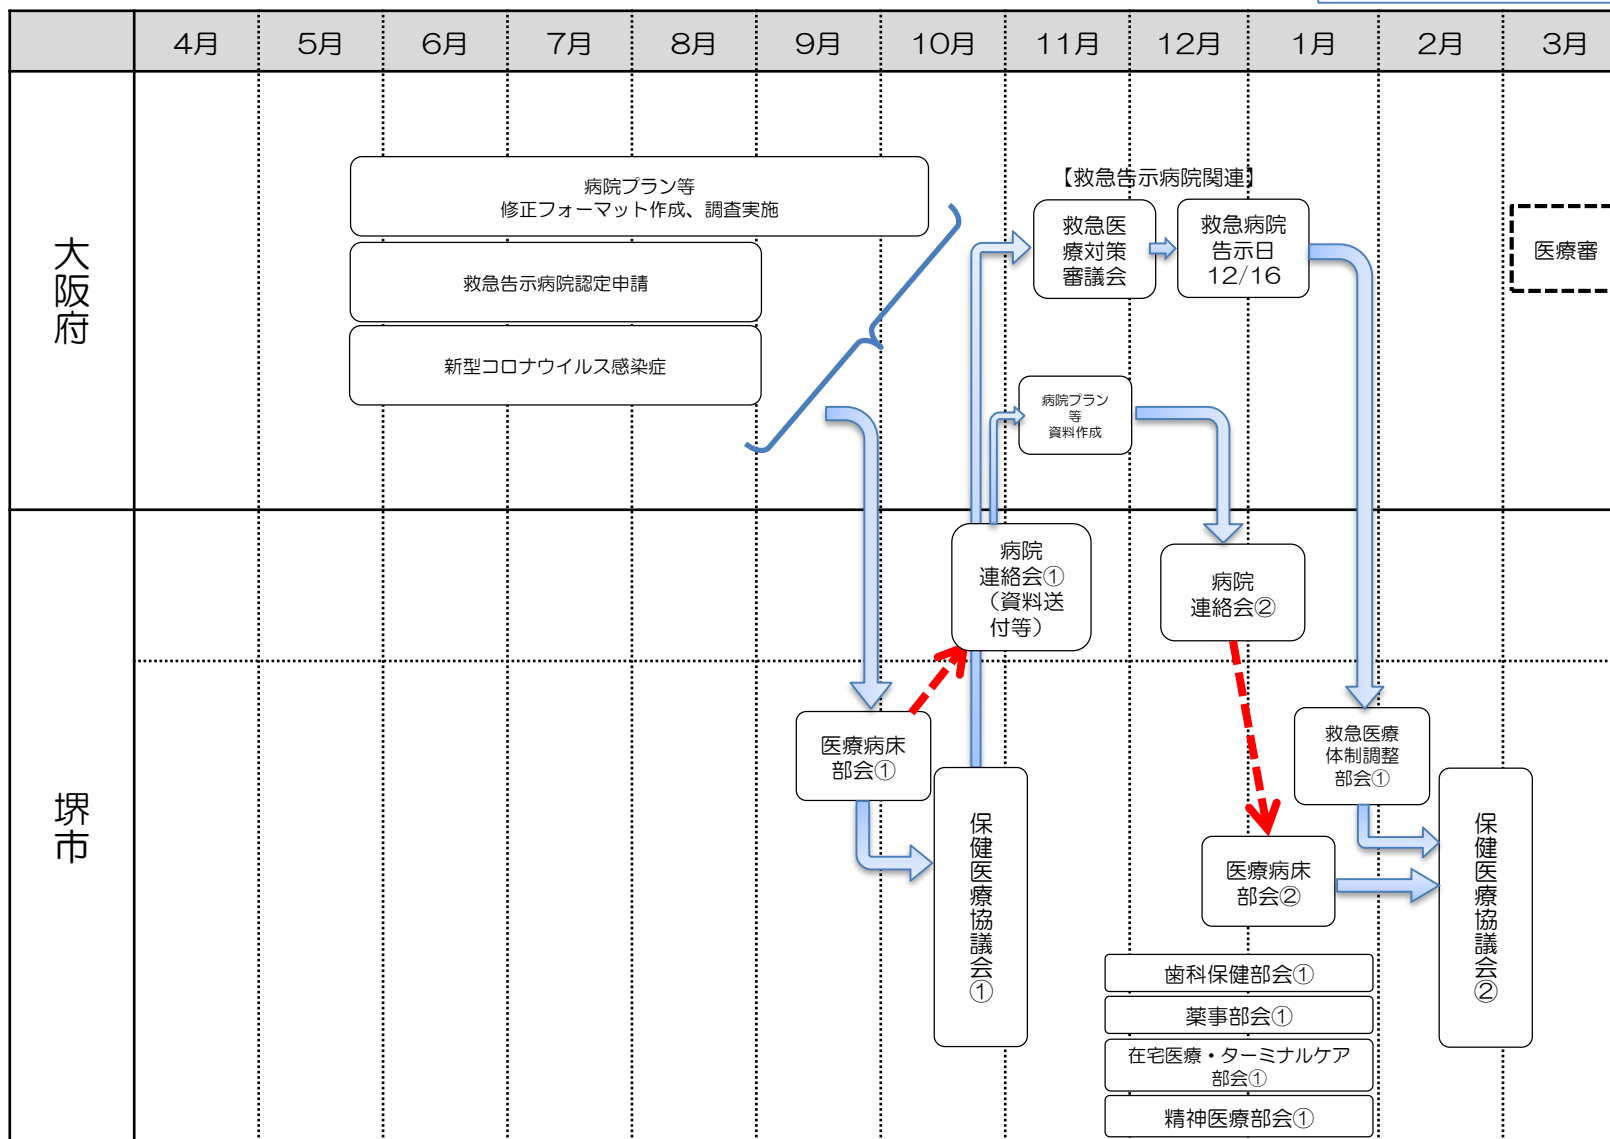 4月
5月
6月
7月
8月
9月
10月
11月
12月
1月
2月
3月
大阪府
病院プラン等
修正フォーマット作成、調査実施
救急告示病院認定申請
新型コロナウイルス感染症
【救急告示病院関連】
救急医
療対策
審議会
救急病院
告示日
12/16
医療審
病院プラン
等
資料作成
堺市
病院
連絡会①
（資料送
付等）
病院
連絡会②
医療病床
部会①
保健医療協議会①
救急医療
体制調整
部会①
医療病床
部会②
保健医療協議会②
歯科保健部会①
薬事部会①
在宅医療・ターミナルケア
部会①
精神医療部会①